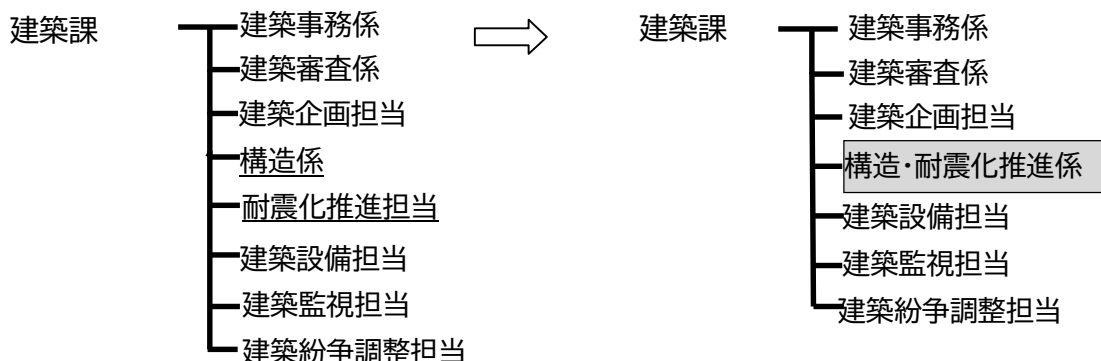 建築課
建築事務係
建築審査係
建築企画担当
構造係
耐震化推進担当
建築設備担当
建築監視担当
建築紛争調整担当
建築課
建築事務係
建築審査係
建築企画担当
構造・耐震化推進係
建築設備担当
建築監視担当
建築紛争調整担当